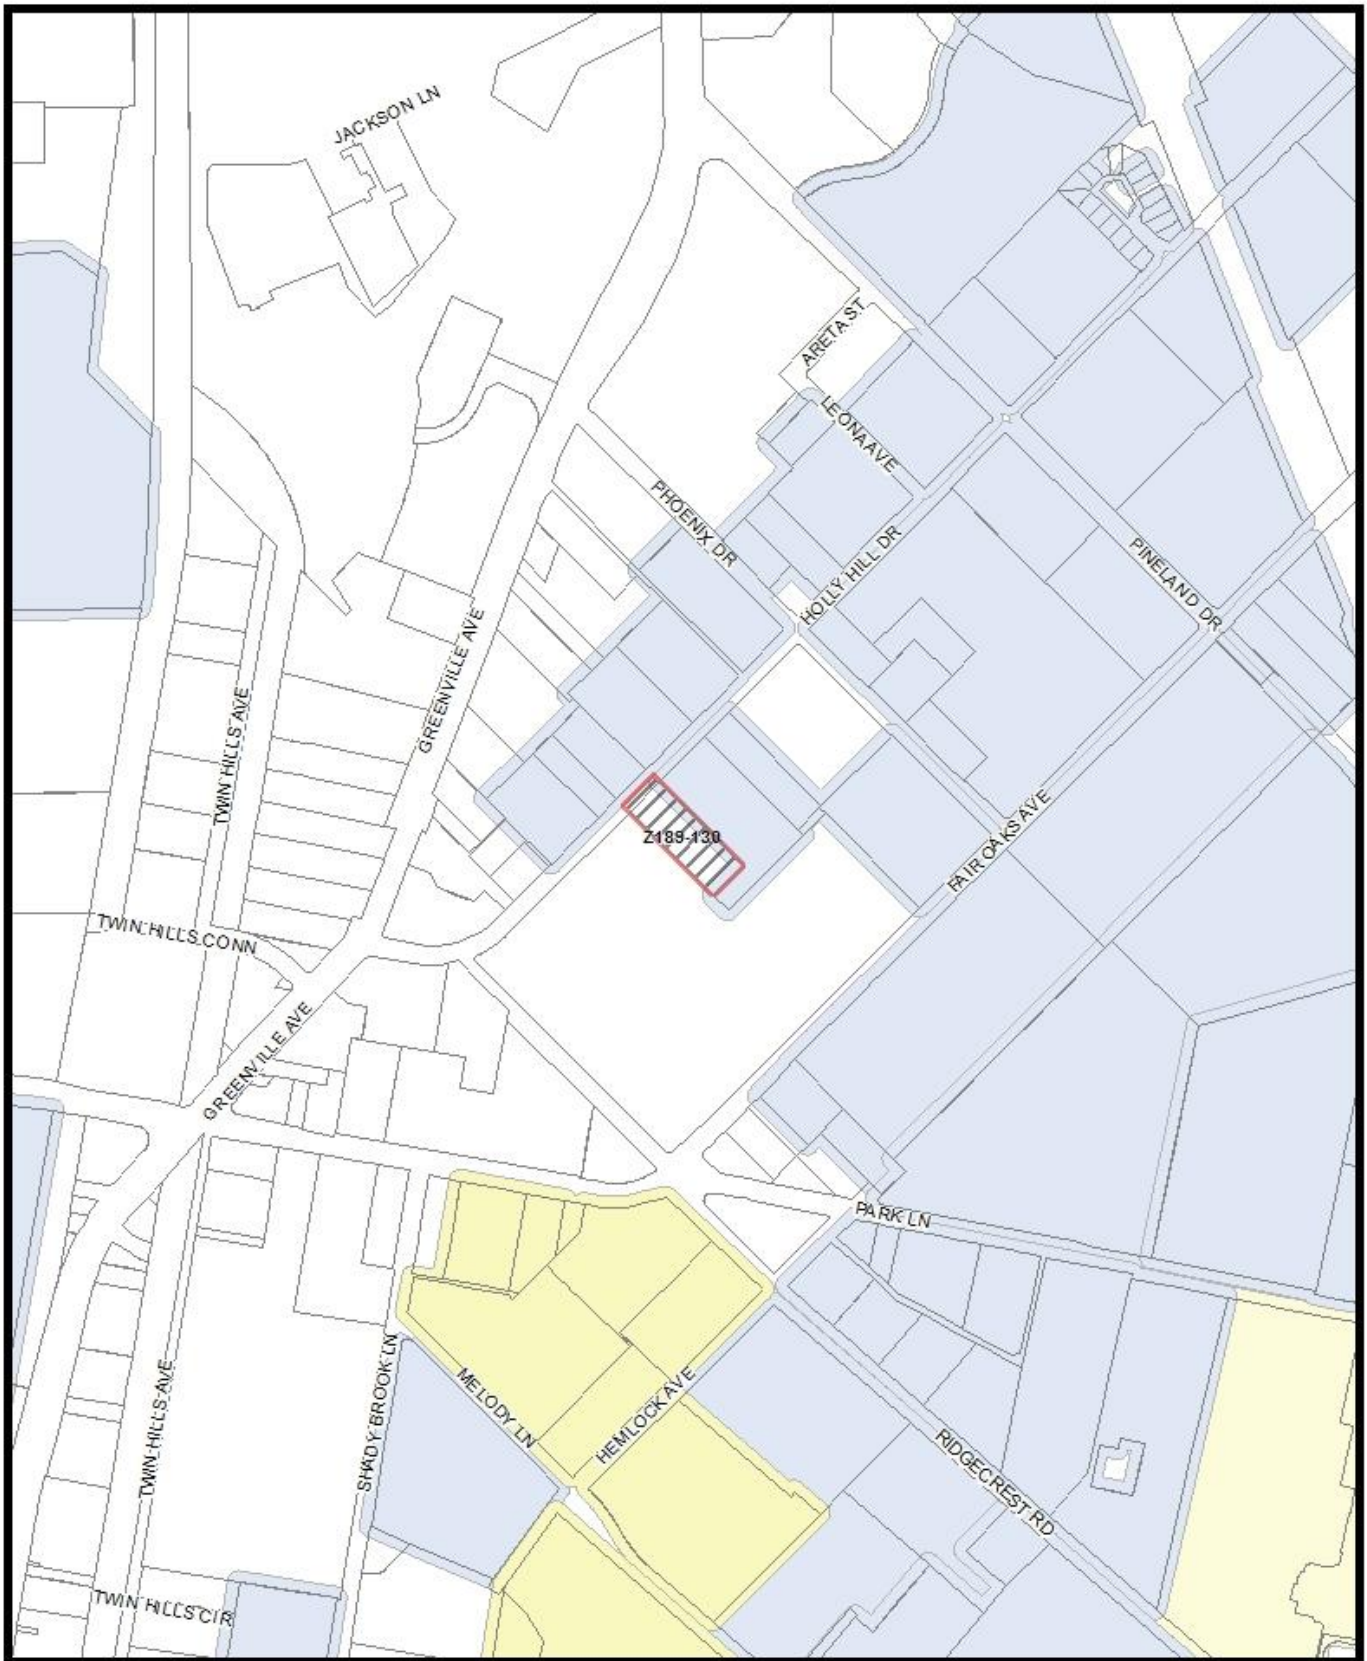 JACKSON LN
ARETA ST
LEONA AVE
PHOENIX DR
HOLLY HILL DR
PINELAND DR
GREENVILLE AVE
TWIN HILLS AVE
Z189-130
FAIR OAKS AVE
TWIN HILLS CONN
GREENVILLE AVE
PARK LN
TWIN HILLS AVE
SHADY BROOK LN
MELODY LN
HEMLOCK AVE
RIDGECREST RD
TWIN HILLS CIR